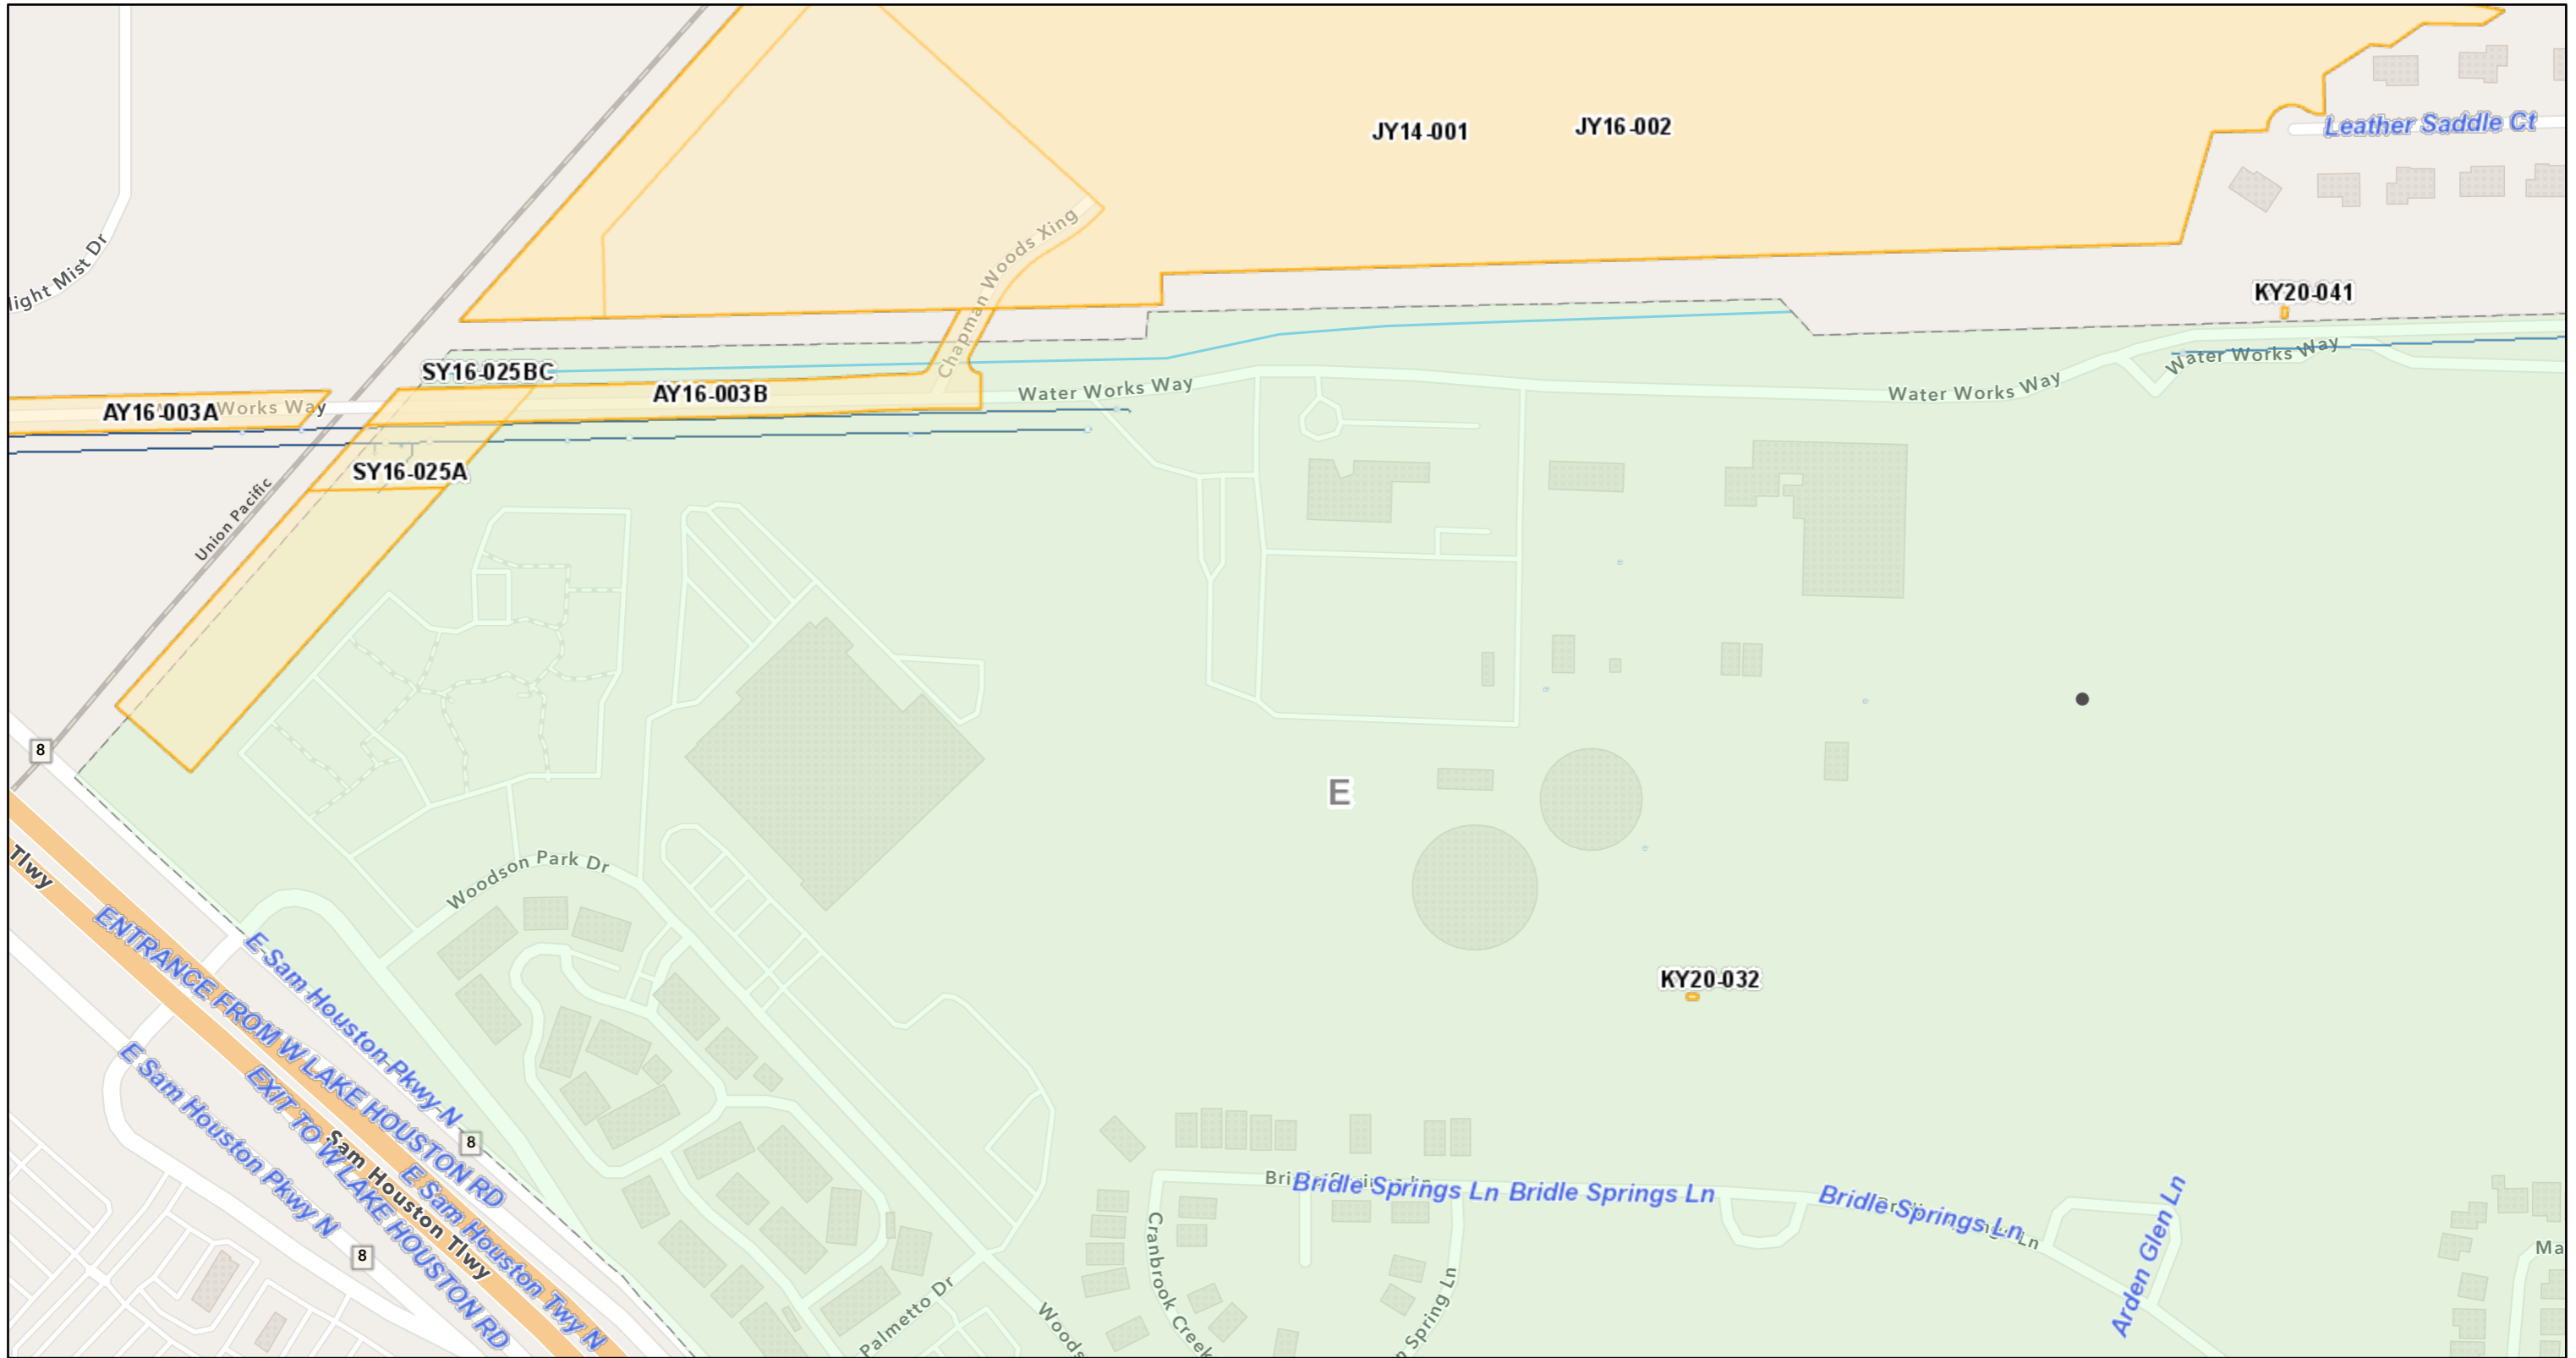 JY14-001
JY16-002
Leather Saddle Ct
light Mist Dr
Chapman Woods Xing
KY20-041
SY16-025BC
AY16-003B
AY16-003A
Works Way
Water Works Way
Water Works Way
Water Works Way
SY16-025A
Union Pacific
8
E
Tlwy
Woodson Park Dr
ENTRANCE FROM W LAKE HOUSTON RD
E Sam Houston Pkwy N
KY20-032
E Sam Houston Pkwy N
EXIT TO W LAKE HOUSTON RD
Sam Houston Tlwy
E Sam Houston Twy N
8
8
Bridle Springs Ln
Bridle Springs Ln
Bridle Springs Ln
Arden Glen Ln
Cranbrook Creek
n Spring Ln
Palmetto Dr
Woods
Ma